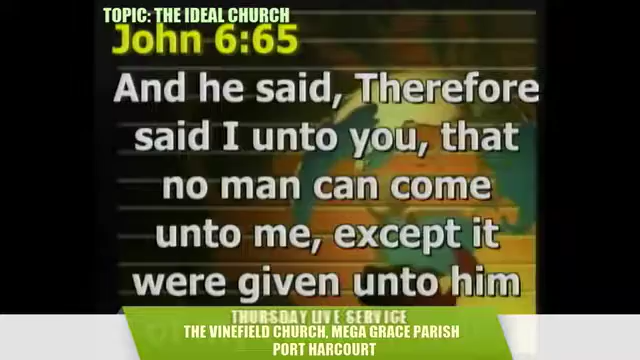 TOPIC: THE IDEAL CHURCH
John 6:65
And he said, Therefore
said I unto you, that
no man can come
unto me, except it
were given unto him
THURSDAY LIVE SERVICE
THE VINEFIELD CHURCH, MEGA GRACE PARISH
PORT HARCOURT